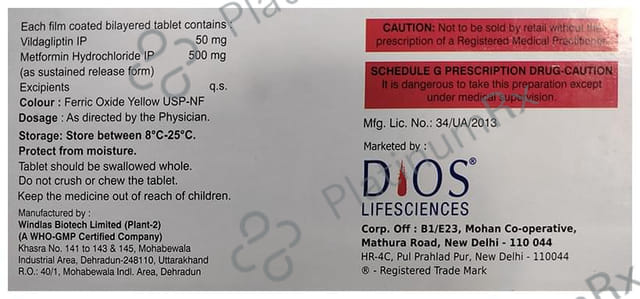 Each film coated bilayered tablet contains :
Vildagliptin IP 50 mg
Metformin Hydrochloride IP 500 mg
(as sustained release form)
Excipients q.s.
Colour : Ferric Oxide Yellow USP-NF
Dosage : As directed by the Physician.
Storage: Store between 8°C-25°C.
Protect from moisture.
Tablet should be swallowed whole.
Do not crush or chew the tablet.
Keep the medicine out of reach of children.
Manufactured by :
Windlas Biotech Limited (Plant-2)
(A WHO-GMP Certified Company)
Khasra No. 141 to 143 & 145, Mohabewala
Industrial Area, Dehradun-248110, Uttarakhand
R.O.: 40/1, Mohabewala Indl. Area, Dehradun
CAUTION: Not to be sold by retail without the
prescription of a Registered Medical Practitioner.
SCHEDULE G PRESCRIPTION DRUG-CAUTION
It is dangerous to take this preparation except
under medical supervision.
Mfg. Lic. No.: 34/UA/2013
Marketed by :
DIOS®
LIFESCIENCES
Corp. Off : B1/E23, Mohan Co-operative,
Mathura Road, New Delhi - 110 044
HR-4C, Pul Prahlad Pur, New Delhi - 110044
® - Registered Trade Mark
PlatinumRx
PlatinumRx